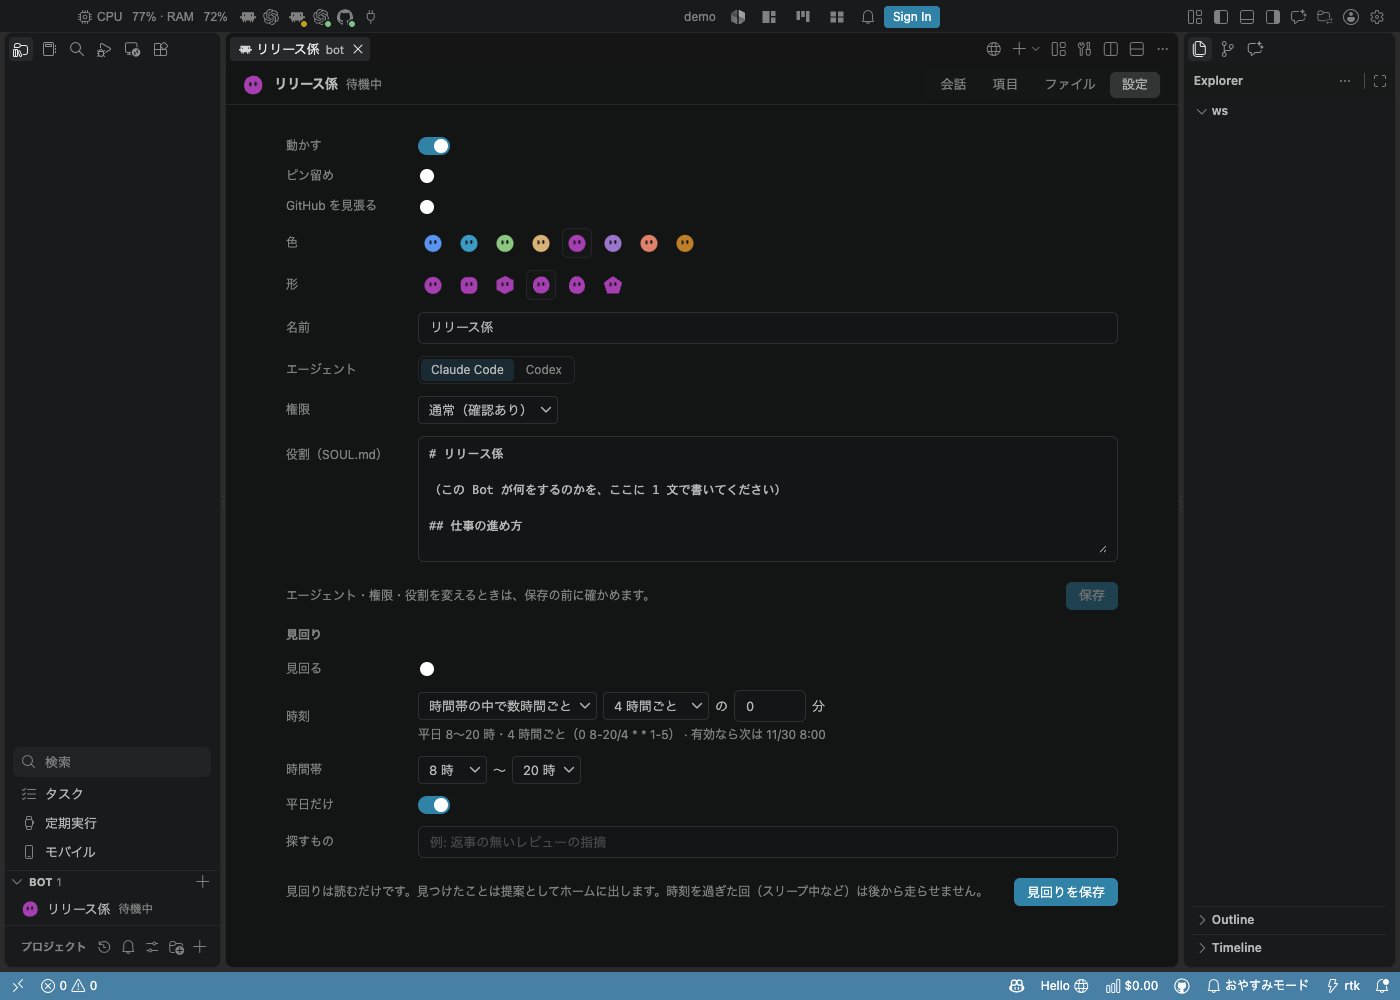 CPU 77% · RAM 72%
demo
Sign In
リリース係 bot
リリース係 待機中
会話 項目 ファイル 設定
動かす
ピン留め
GitHub を見張る
色
形
名前 リリース係
エージェント Claude Code Codex
権限 通常（確認あり）
役割（SOUL.md）
# リリース係
（この Bot が何をするのかを、ここに 1 文で書いてください）
## 仕事の進め方
エージェント・権限・役割を変えるときは、保存の前に確かめます。 保存
見回り
見回る
時刻 時間帯の中で数時間ごと 4 時間ごと の 0 分
平日 8〜20 時・4 時間ごと（0 8-20/4 * * 1-5） · 有効なら次は 11/30 8:00
時間帯 8 時 〜 20 時
平日だけ
探すもの 例: 返事の無いレビューの指摘
見回りは読むだけです。見つけたことは提案としてホームに出します。時刻を過ぎた回（スリープ中など）は後から走らせません。 見回りを保存
検索
タスク
定期実行
モバイル
BOT 1
リリース係 待機中
プロジェクト
Explorer
ws
Outline
Timeline
0 0
Hello
$0.00
おやすみモード
rtk